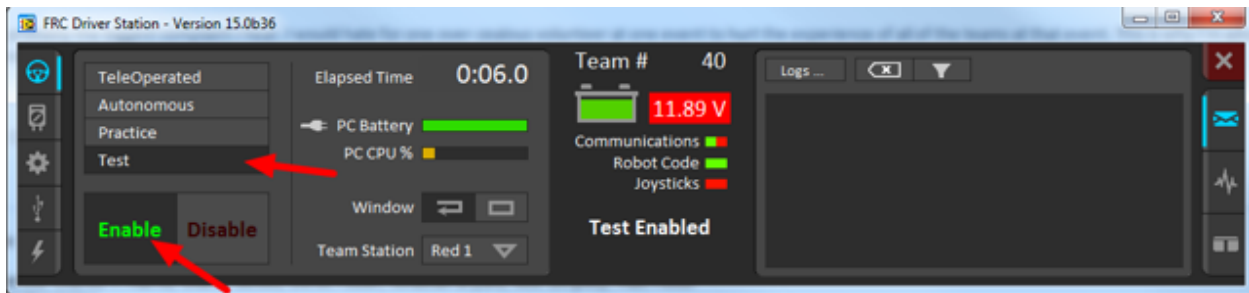 FRC Driver Station - Version 15.0b36
TeleOperated
Autonomous
Practice
Test
Enable
Disable
Elapsed Time 0:06.0
PC Battery
PC CPU %
Window
Team Station Red 1
Team # 40
11.89 V
Communications
Robot Code
Joysticks
Test Enabled
Logs ...